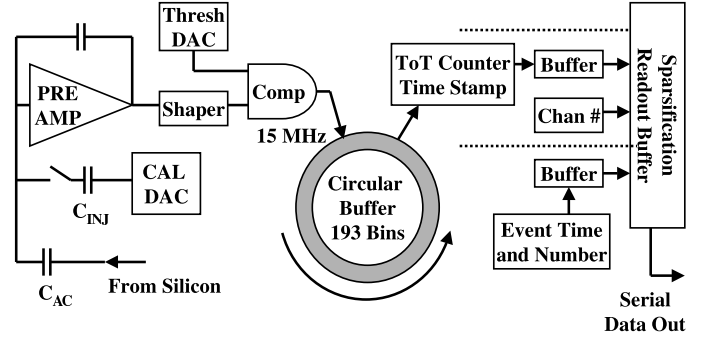 Thresh
DAC
PRE
AMP
Shaper
Comp
15 MHz
CAL
DAC
C_INJ
C_AC
From Silicon
Circular
Buffer
193 Bins
ToT Counter
Time Stamp
Buffer
Chan #
Buffer
Event Time
and Number
Sparsification
Readout Buffer
Serial
Data Out